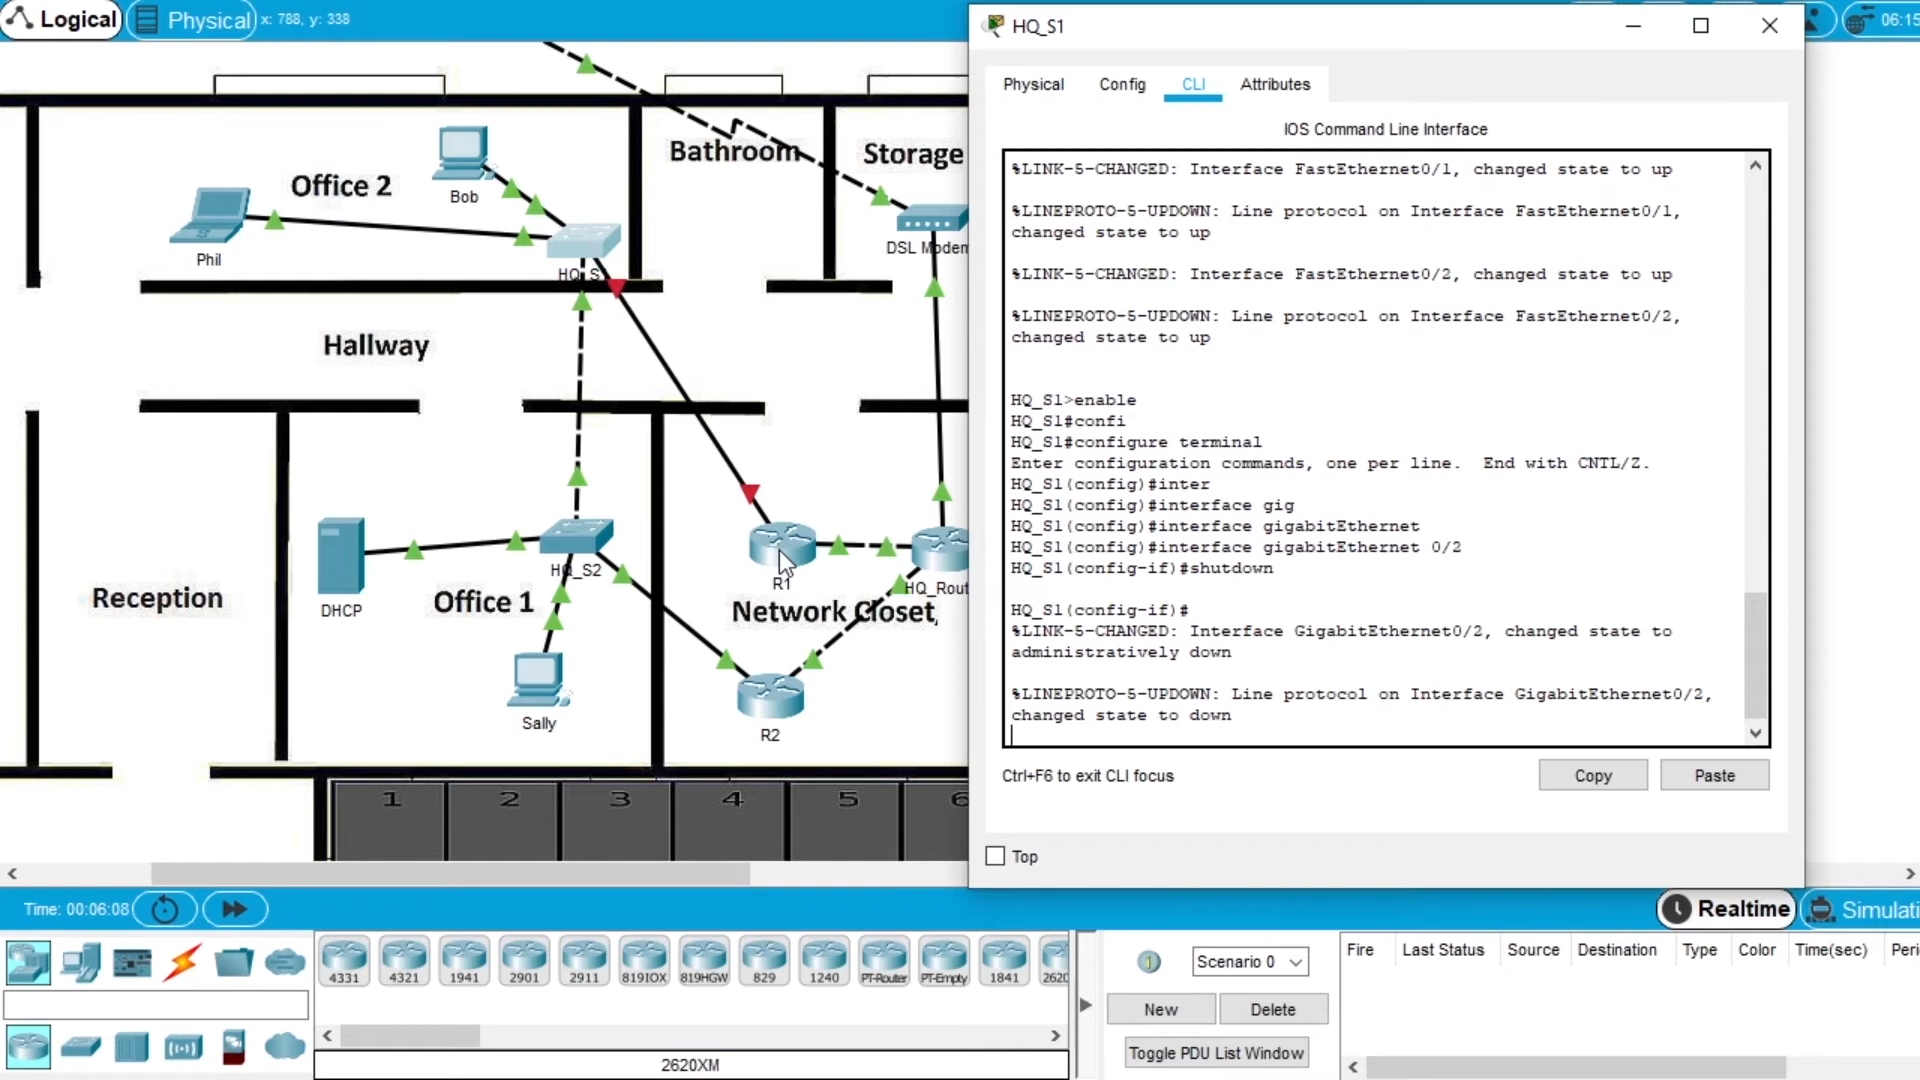 Logical
Physical
x: 788, y: 338
06:15
Bathroom
Storage
Office 2
Bob
Phil
HQ_S
DSL Modem
Hallway
DHCP
HQ_S2
R1
HQ_Rout
Reception
Office 1
Network Closet
Sally
R2
1
2
3
4
5
6
HQ_S1
Physical
Config
CLI
Attributes
IOS Command Line Interface
%LINK-5-CHANGED: Interface FastEthernet0/1, changed state to up
%LINEPROTO-5-UPDOWN: Line protocol on Interface FastEthernet0/1,
changed state to up
%LINK-5-CHANGED: Interface FastEthernet0/2, changed state to up
%LINEPROTO-5-UPDOWN: Line protocol on Interface FastEthernet0/2,
changed state to up
HQ_S1>enable
HQ_S1#confi
HQ_S1#configure terminal
Enter configuration commands, one per line.  End with CNTL/Z.
HQ_S1(config)#inter
HQ_S1(config)#interface gig
HQ_S1(config)#interface gigabitEthernet
HQ_S1(config)#interface gigabitEthernet 0/2
HQ_S1(config-if)#shutdown
HQ_S1(config-if)#
%LINK-5-CHANGED: Interface GigabitEthernet0/2, changed state to
administratively down
%LINEPROTO-5-UPDOWN: Line protocol on Interface GigabitEthernet0/2,
changed state to down
Ctrl+F6 to exit CLI focus
Copy
Paste
Top
Time: 00:06:08
Realtime
Simulati
4331
4321
1941
2901
2911
819IOX
819HGW
829
1240
PT-Router
PT-Empty
1841
262
2620XM
Scenario 0
New
Delete
Toggle PDU List Window
Fire
Last Status
Source
Destination
Type
Color
Time(sec)
Peri